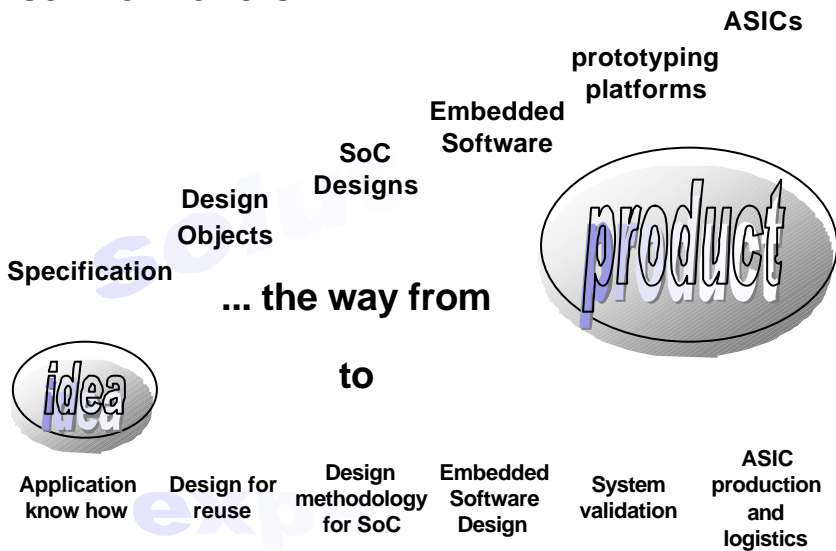 ASICs
prototyping
platforms
Embedded
Software
SoC
Designs
Design
Objects
Specification
solutions
product
... the way from
to
idea
Application
know how
Design for
reuse
Design
methodology
for SoC
Embedded
Software
Design
System
validation
ASIC
production
and
logistics